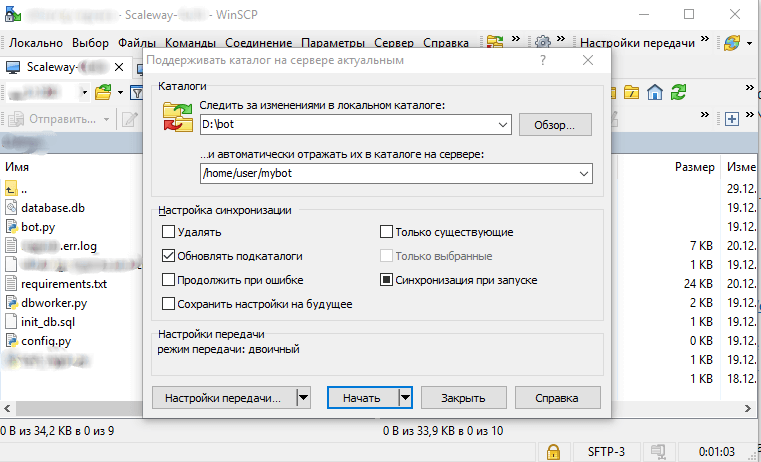 - Scaleway- - WinSCP
Локально Выбор Файлы Команды Соединение Параметры Сервер Справка » Настройки передачи »
Scaleway-
Поддерживать каталог на сервере актуальным
Отправить...
Каталоги
Следить за изменениями в локальном каталоге:
D:\bot
Обзор...
...и автоматически отражать их в каталоге на сервере:
/home/user/mybot
Имя
Размер
Изме
..
29.12.
database.db
19.12.
bot.py
19.12.
.err.log
7 KB
20.12.
1 KB
19.12.
requirements.txt
24 KB
20.12.
dbworker.py
2 KB
19.12.
init_db.sql
1 KB
19.12.
config.py
0 KB
19.12.
1 KB
19.12.
1 KB
18.12.
Настройка синхронизации
Удалять
Только существующие
Обновлять подкаталоги
Только выбранные
Продолжить при ошибке
Синхронизация при запуске
Сохранить настройки на будущее
Настройки передачи
режим передачи: двоичный
Настройки передачи...
Начать
Закрыть
Справка
0 B из 34,2 KB в 0 из 9
0 B из 33,9 KB в 0 из 10
SFTP-3
0:01:03